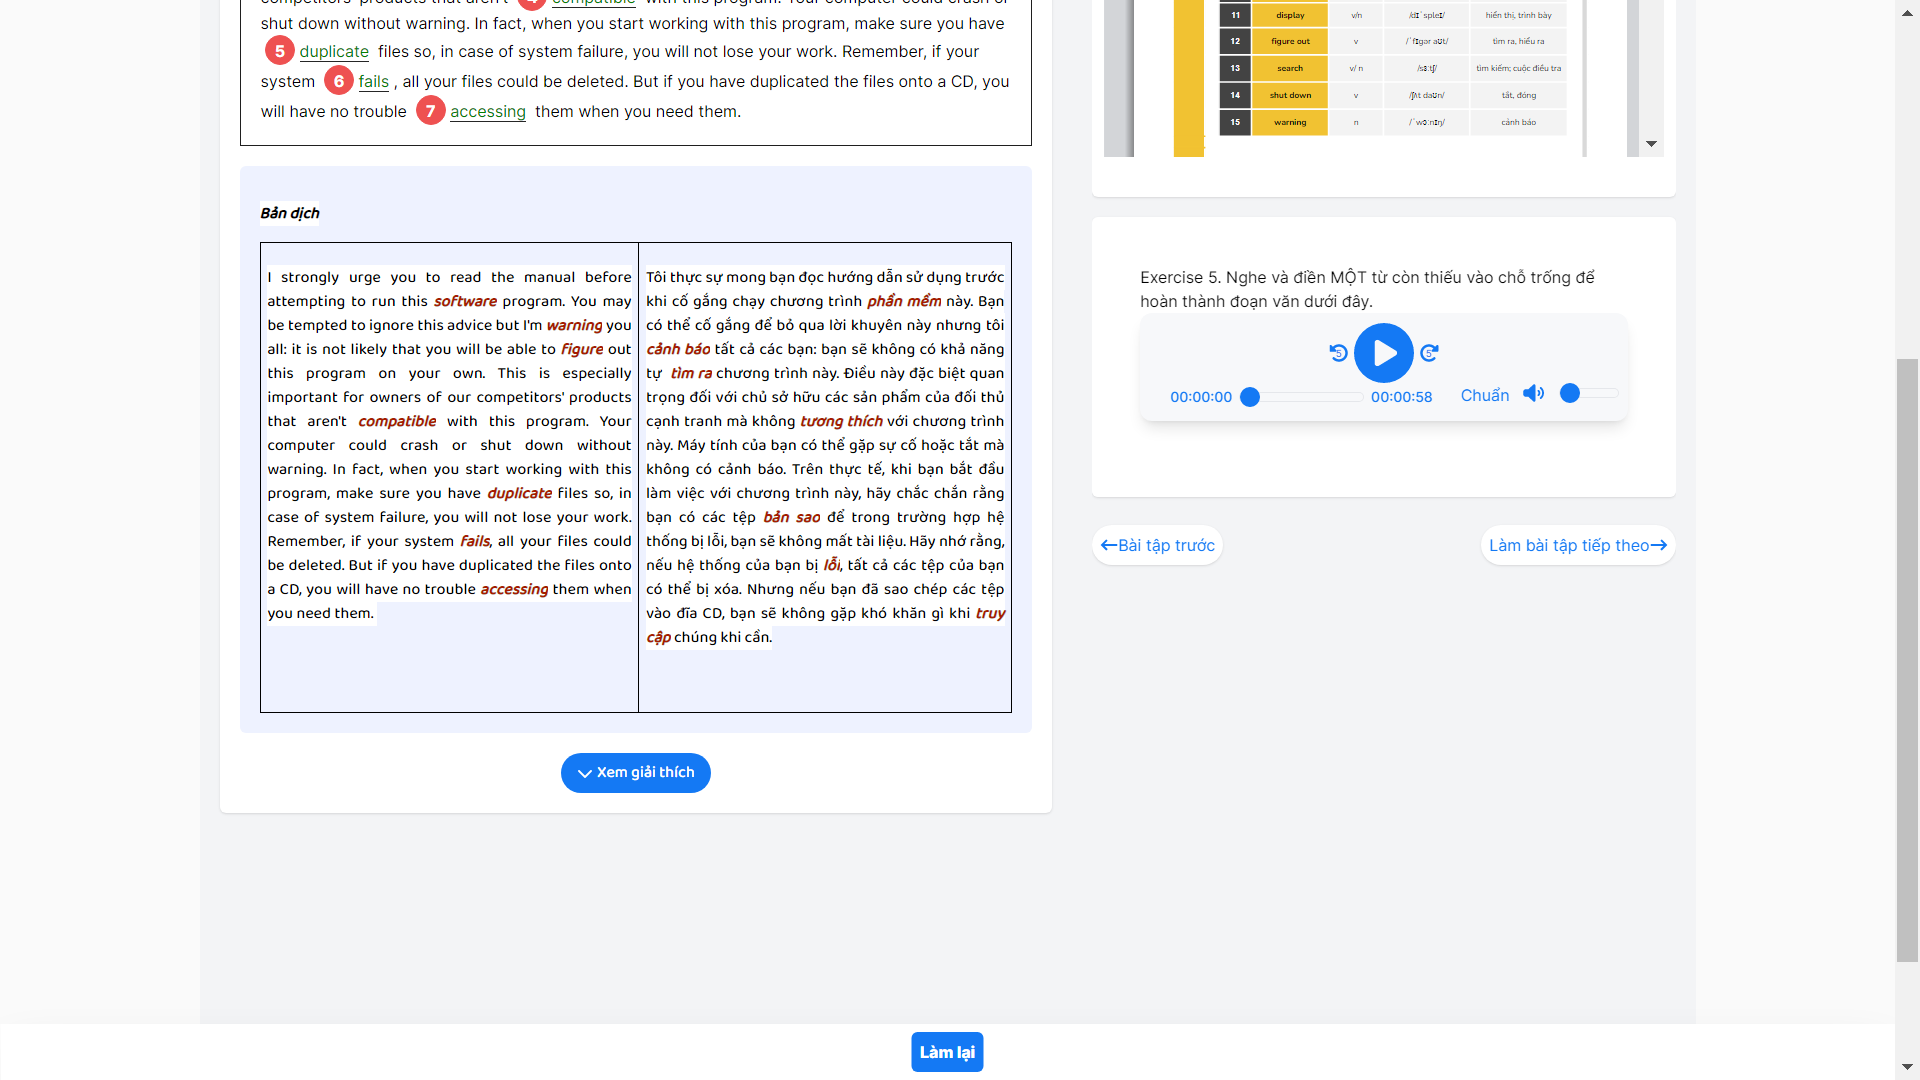 competitors' products that aren't 4 compatible with this program. Your computer could crash or
shut down without warning. In fact, when you start working with this program, make sure you have
5 duplicate files so, in case of system failure, you will not lose your work. Remember, if your
system 6 fails , all your files could be deleted. But if you have duplicated the files onto a CD, you
will have no trouble 7 accessing them when you need them.
Bản dịch
I strongly urge you to read the manual before
attempting to run this software program. You may
be tempted to ignore this advice but I'm warning you
all: it is not likely that you will be able to figure out
this program on your own. This is especially
important for owners of our competitors' products
that aren't compatible with this program. Your
computer could crash or shut down without
warning. In fact, when you start working with this
program, make sure you have duplicate files so, in
case of system failure, you will not lose your work.
Remember, if your system fails, all your files could
be deleted. But if you have duplicated the files onto
a CD, you will have no trouble accessing them when
you need them.
Tôi thực sự mong bạn đọc hướng dẫn sử dụng trước
khi cố gắng chạy chương trình phần mềm này. Bạn
có thể cố gắng để bỏ qua lời khuyên này nhưng tôi
cảnh báo tất cả các bạn: bạn sẽ không có khả năng
tự tìm ra chương trình này. Điều này đặc biệt quan
trọng đối với chủ sở hữu các sản phẩm của đối thủ
cạnh tranh mà không tương thích với chương trình
này. Máy tính của bạn có thể gặp sự cố hoặc tắt mà
không có cảnh báo. Trên thực tế, khi bạn bắt đầu
làm việc với chương trình này, hãy chắc chắn rằng
bạn có các tệp bản sao để trong trường hợp hệ
thống bị lỗi, bạn sẽ không mất tài liệu. Hãy nhớ rằng,
nếu hệ thống của bạn bị lỗi, tất cả các tệp của bạn
có thể bị xóa. Nhưng nếu bạn đã sao chép các tệp
vào đĩa CD, bạn sẽ không gặp khó khăn gì khi truy
cập chúng khi cần.
Xem giải thích
11 display v/n /dɪˈspleɪ/ hiển thị, trình bày
12 figure out v /ˈfɪgər aʊt/ tìm ra, hiểu ra
13 search v/ n /sɜːtʃ/ tìm kiếm; cuộc điều tra
14 shut down v /ʃʌt daʊn/ tắt, đóng
15 warning n /ˈwɔːnɪŋ/ cảnh báo
Exercise 5. Nghe và điền MỘT từ còn thiếu vào chỗ trống để
hoàn thành đoạn văn dưới đây.
5 5
00:00:00 00:00:58 Chuẩn
←Bài tập trước Làm bài tập tiếp theo→
Làm lại